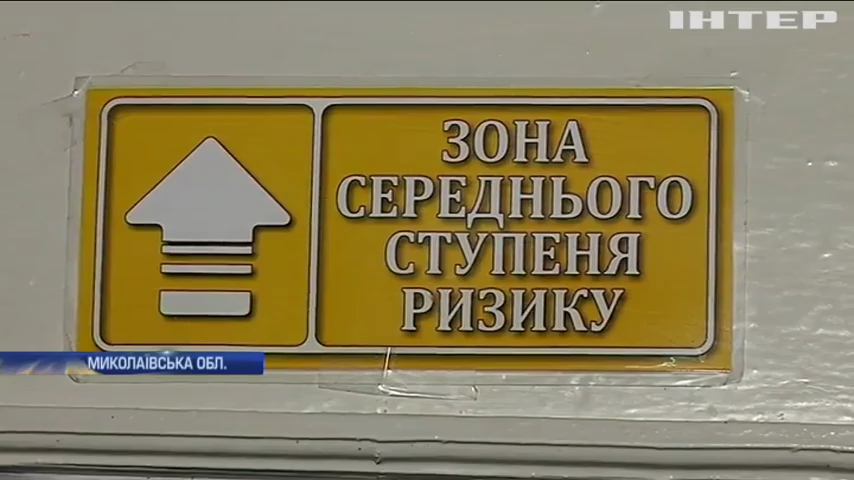 ІНТЕР
ЗОНА
СЕРЕДНЬОГО
СТУПЕНЯ
РИЗИКУ
МИКОЛАЇВСЬКА ОБЛ.